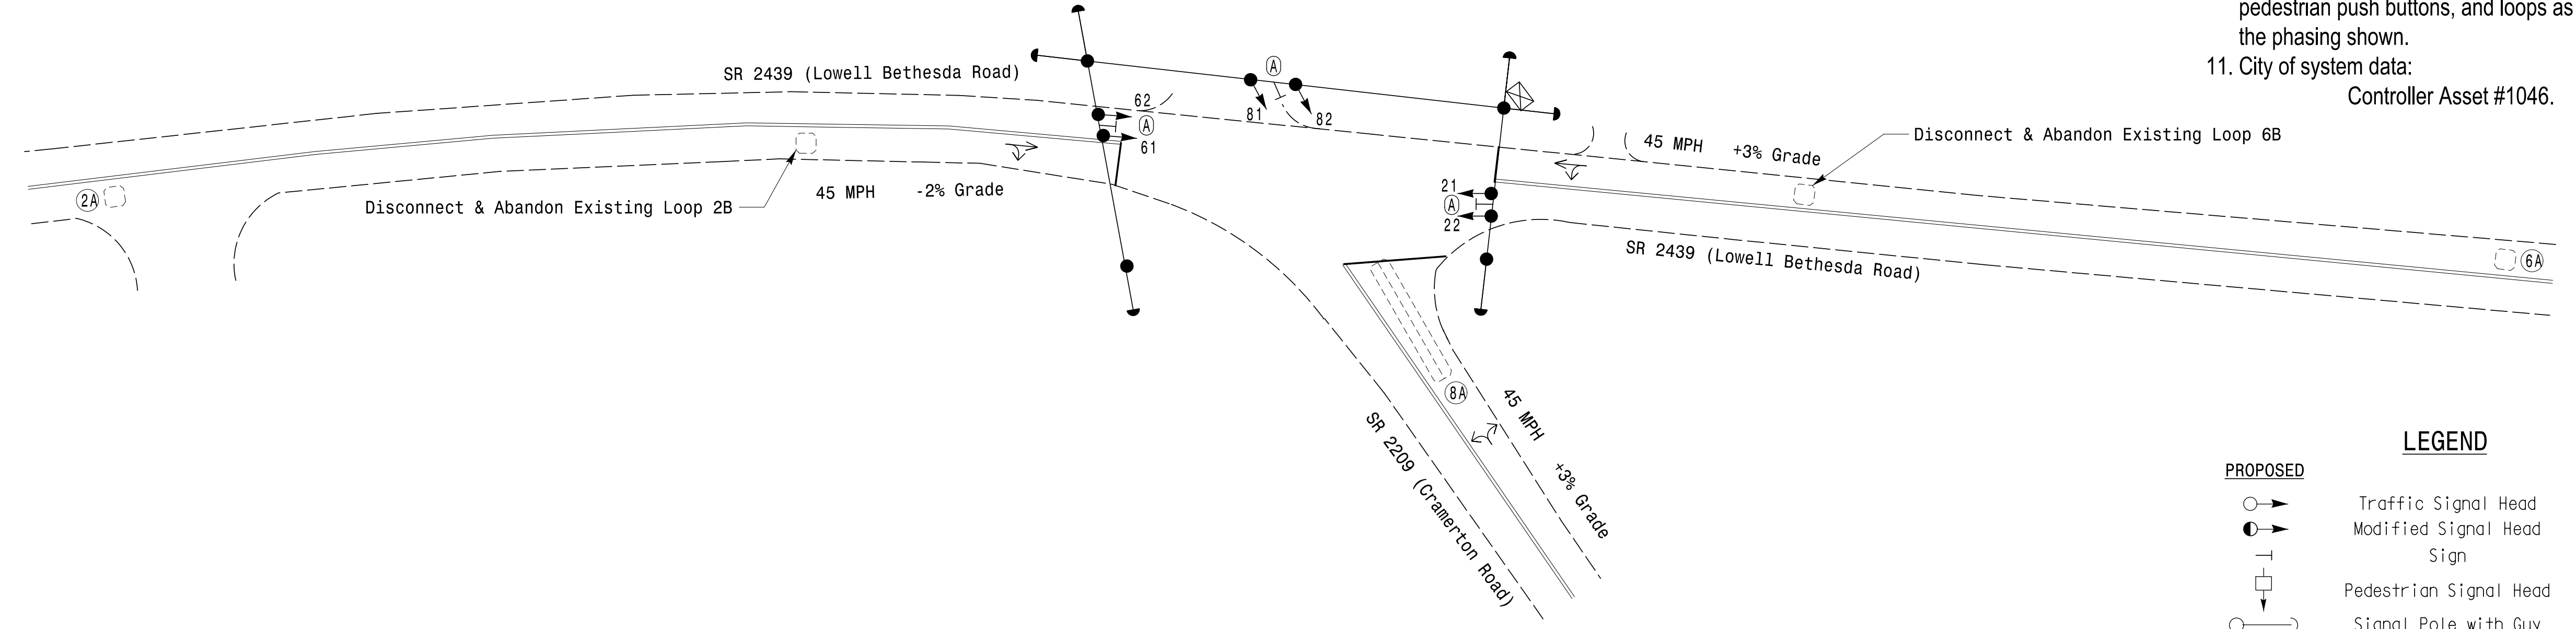 pedestrian push buttons, and loops as
the phasing shown.
11. City of system data:
Controller Asset #1046.
SR 2439 (Lowell Bethesda Road)
A
62
81
82
A
61
45 MPH +3% Grade
Disconnect & Abandon Existing Loop 6B
2A
Disconnect & Abandon Existing Loop 2B
45 MPH -2% Grade
21
A
22
SR 2439 (Lowell Bethesda Road)
6A
8A
45 MPH +3% Grade
SR 2209 (Cramerton Road)
LEGEND
PROPOSED
Traffic Signal Head
Modified Signal Head
Sign
Pedestrian Signal Head
Signal Pole with Guy